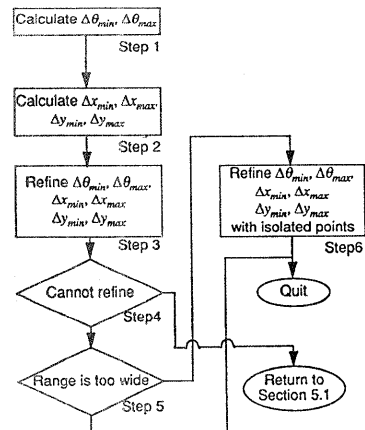 Calculate Δθmin, Δθmax
Step 1
Calculate Δxmin, Δxmax,
Δymin, Δymax
Step 2
Refine Δθmin, Δθmax,
Δxmin, Δxmax
Δymin, Δymax
Step 3
Cannot refine
Step4
Range is too wide
Step 5
Refine Δθmin, Δθmax,
Δxmin, Δxmax
Δymin, Δymax
with isolated points
Step6
Quit
Return to
Section 5.1